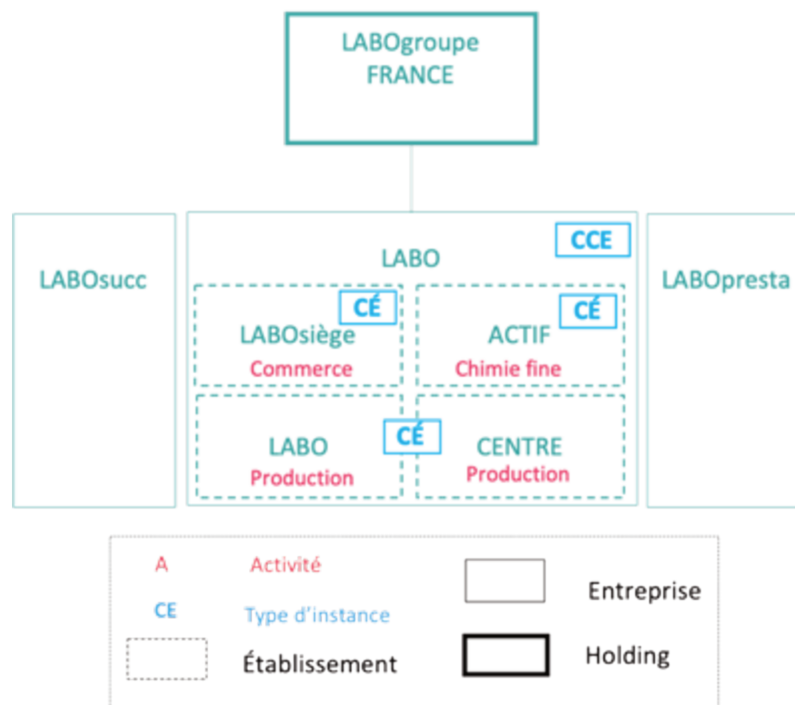 LABOgroupe
FRANCE
CCE
LABO
LABOsucc
LABOpresta
CÉ
CÉ
LABOsiège
ACTIF
Commerce
Chimie fine
CÉ
LABO
CENTRE
Production
Production
A
Activité
Entreprise
CE
Type d'instance
Établissement
Holding